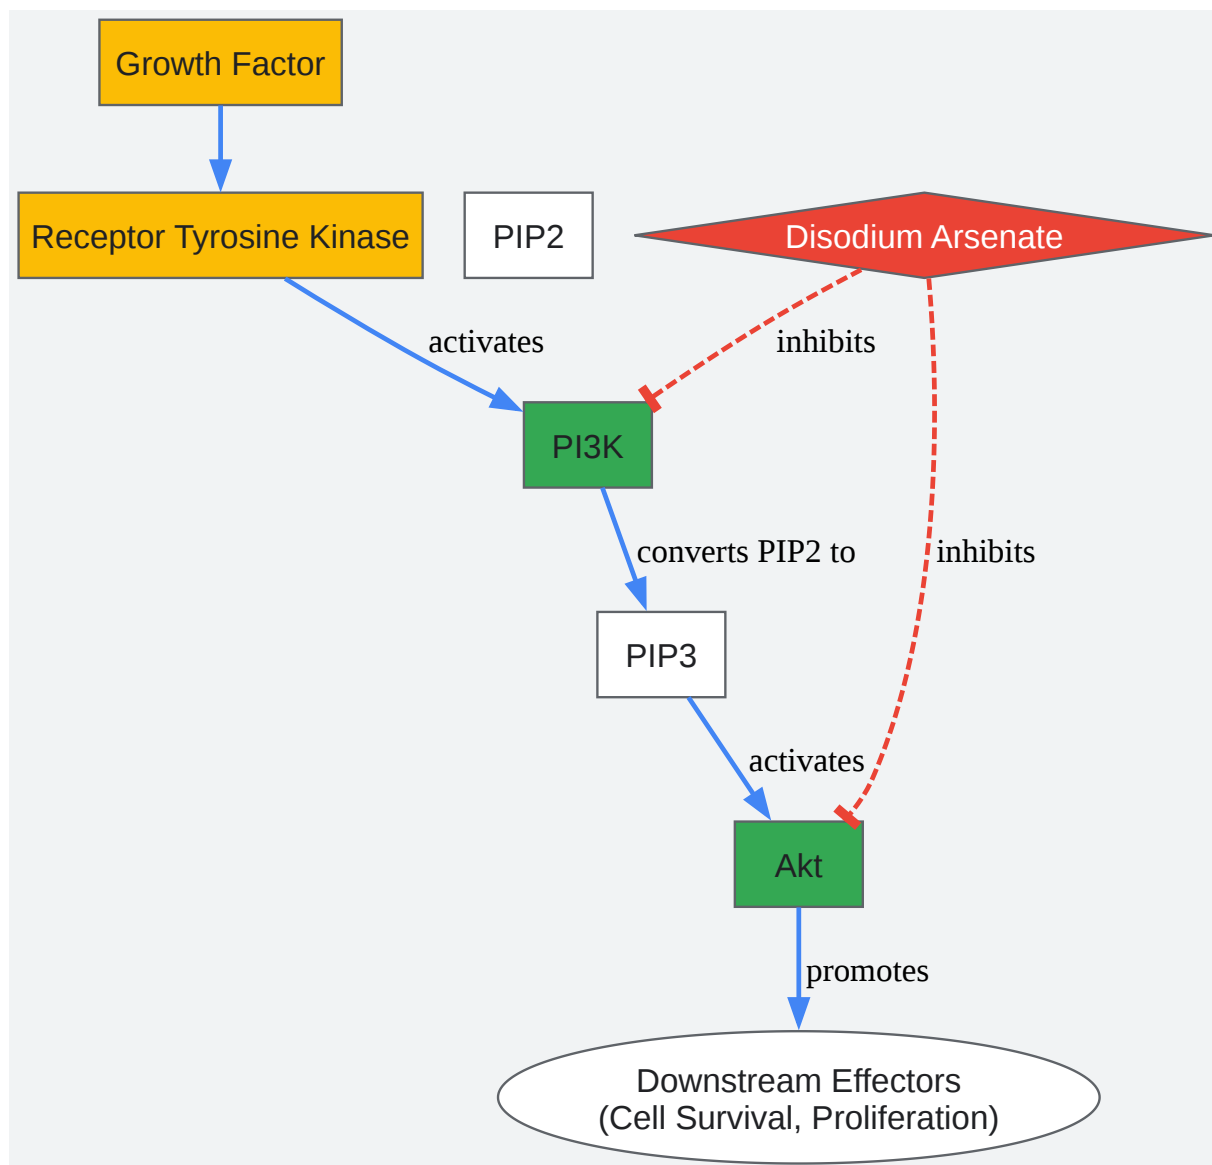 Growth Factor
Receptor Tyrosine Kinase
PIP2
Disodium Arsenate
activates
inhibits
PI3K
converts PIP2 to
inhibits
PIP3
activates
Akt
promotes
Downstream Effectors
(Cell Survival, Proliferation)